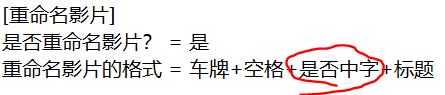 [重命名影片]
是否重命名影片？ = 是
重命名影片的格式 = 车牌+空格+是否中字+标题